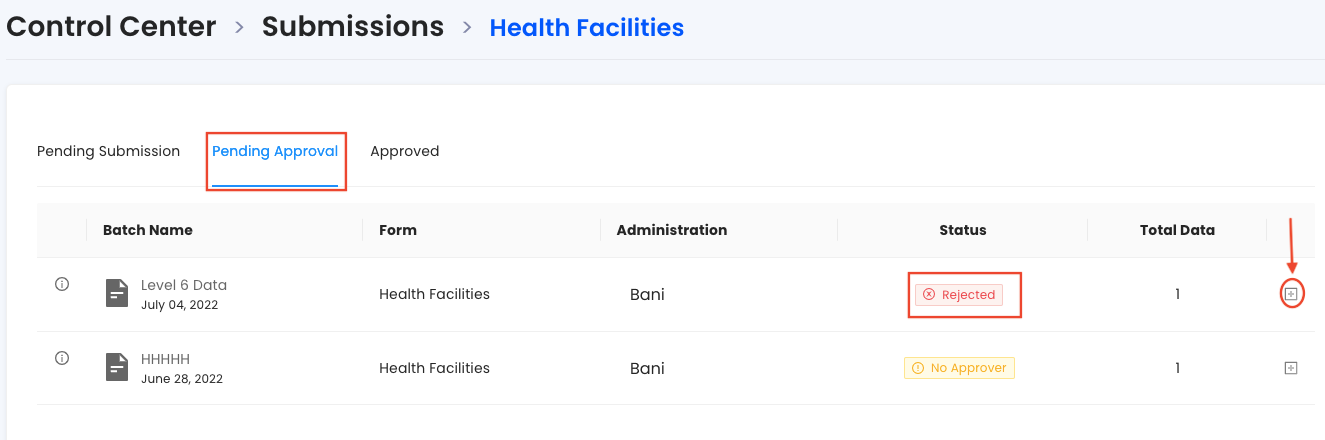 Control Center > Submissions > Health Facilities
Pending Submission Pending Approval Approved
Batch Name Form Administration Status Total Data
Level 6 Data
July 04, 2022
Health Facilities Bani Rejected 1
HHHHH
June 28, 2022
Health Facilities Bani No Approver 1